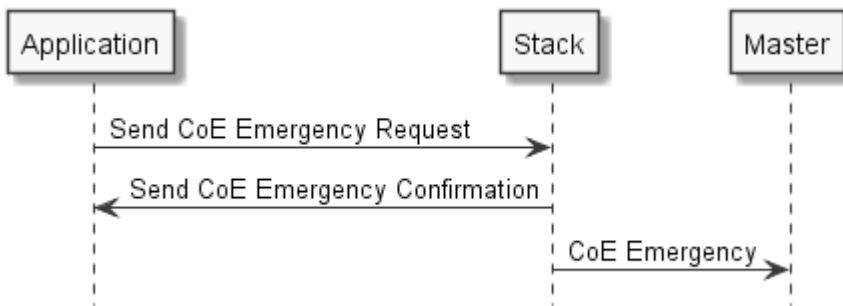 Application
Stack
Master
Send CoE Emergency Request
Send CoE Emergency Confirmation
CoE Emergency